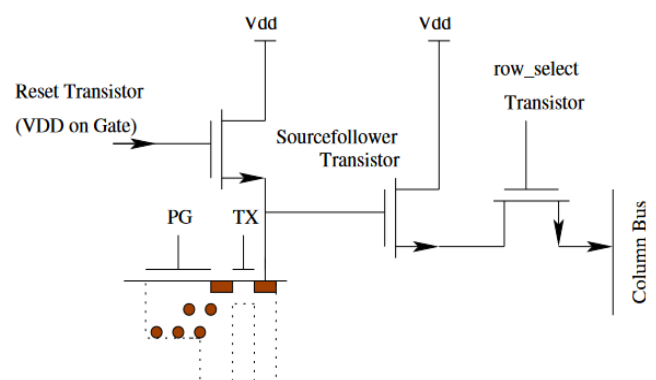 Vdd
Vdd
row_select
Transistor
Reset Transistor
(VDD on Gate)
Sourcefollower
Transistor
PG
TX
Column Bus